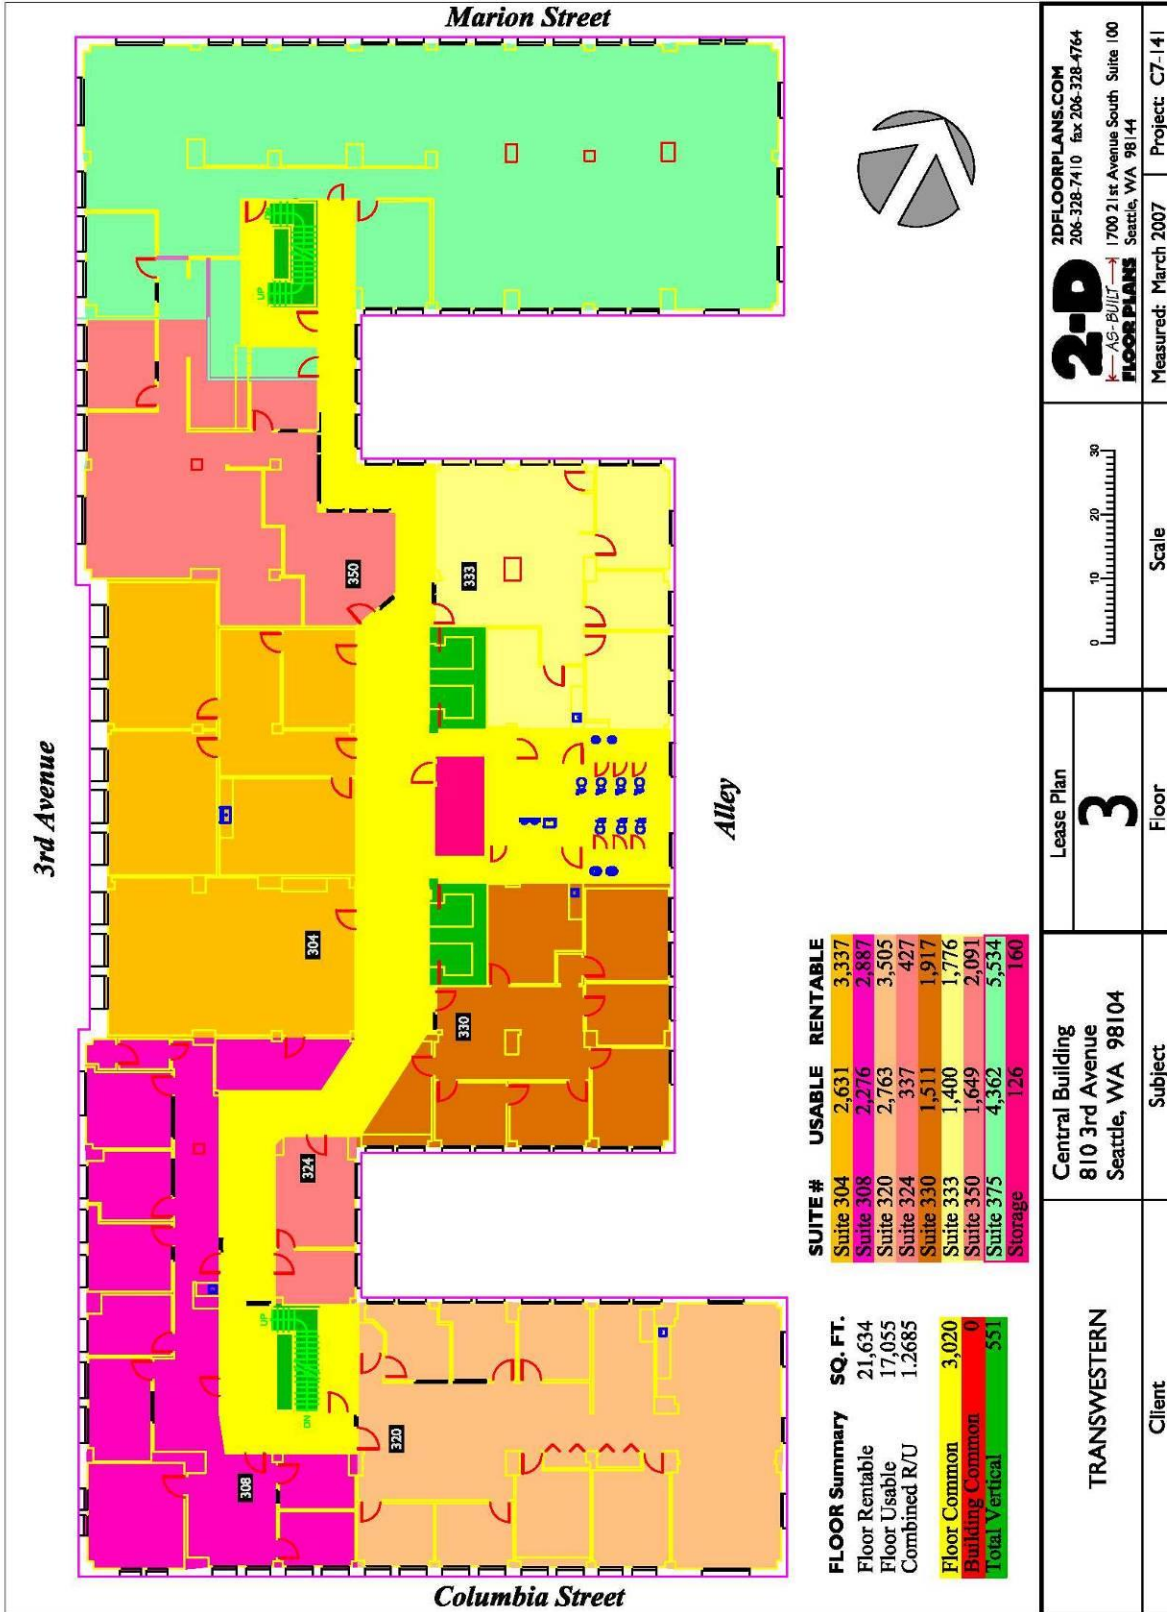 Marion Street
3rd Avenue
Alley
Columbia Street
UP
DN
350
333
304
330
324
UP
DN
320
308
FLOOR Summary SQ. FT.
Floor Rentable 21,634
Floor Usable 17,055
Combined R/U 1.2685
Floor Common 3,020
Building Common 0
Total Vertical 551
SUITE # USABLE RENTABLE
Suite 304 2,631 3,337
Suite 308 2,276 2,887
Suite 320 2,763 3,505
Suite 324 337 427
Suite 330 1,511 1,917
Suite 333 1,400 1,776
Suite 350 1,649 2,091
Suite 375 4,362 5,534
Storage 126 160
TRANSWESTERN
Client
Central Building
810 3rd Avenue
Seattle, WA 98104
Subject
Lease Plan
3
Floor
0 10 20 30
Scale
2-D
AS-BUILT
FLOOR PLANS
2DFLOORPLANS.COM
206-328-7410 fax 206-328-4764
1700 21st Avenue South Suite 100
Seattle, WA 98144
Measured: March 2007
Project: C7-141